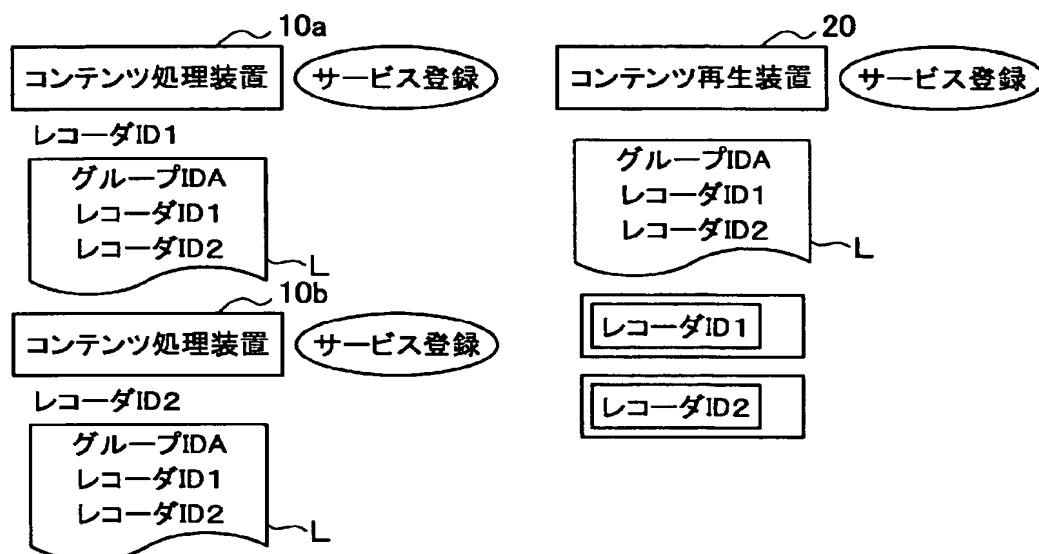 10a
コンテンツ処理装置
サービス登録
レコーダID1
グループIDA
レコーダID1
レコーダID2
L
10b
コンテンツ処理装置
サービス登録
レコーダID2
グループIDA
レコーダID1
レコーダID2
L
20
コンテンツ再生装置
サービス登録
グループIDA
レコーダID1
レコーダID2
L
レコーダID1
レコーダID2